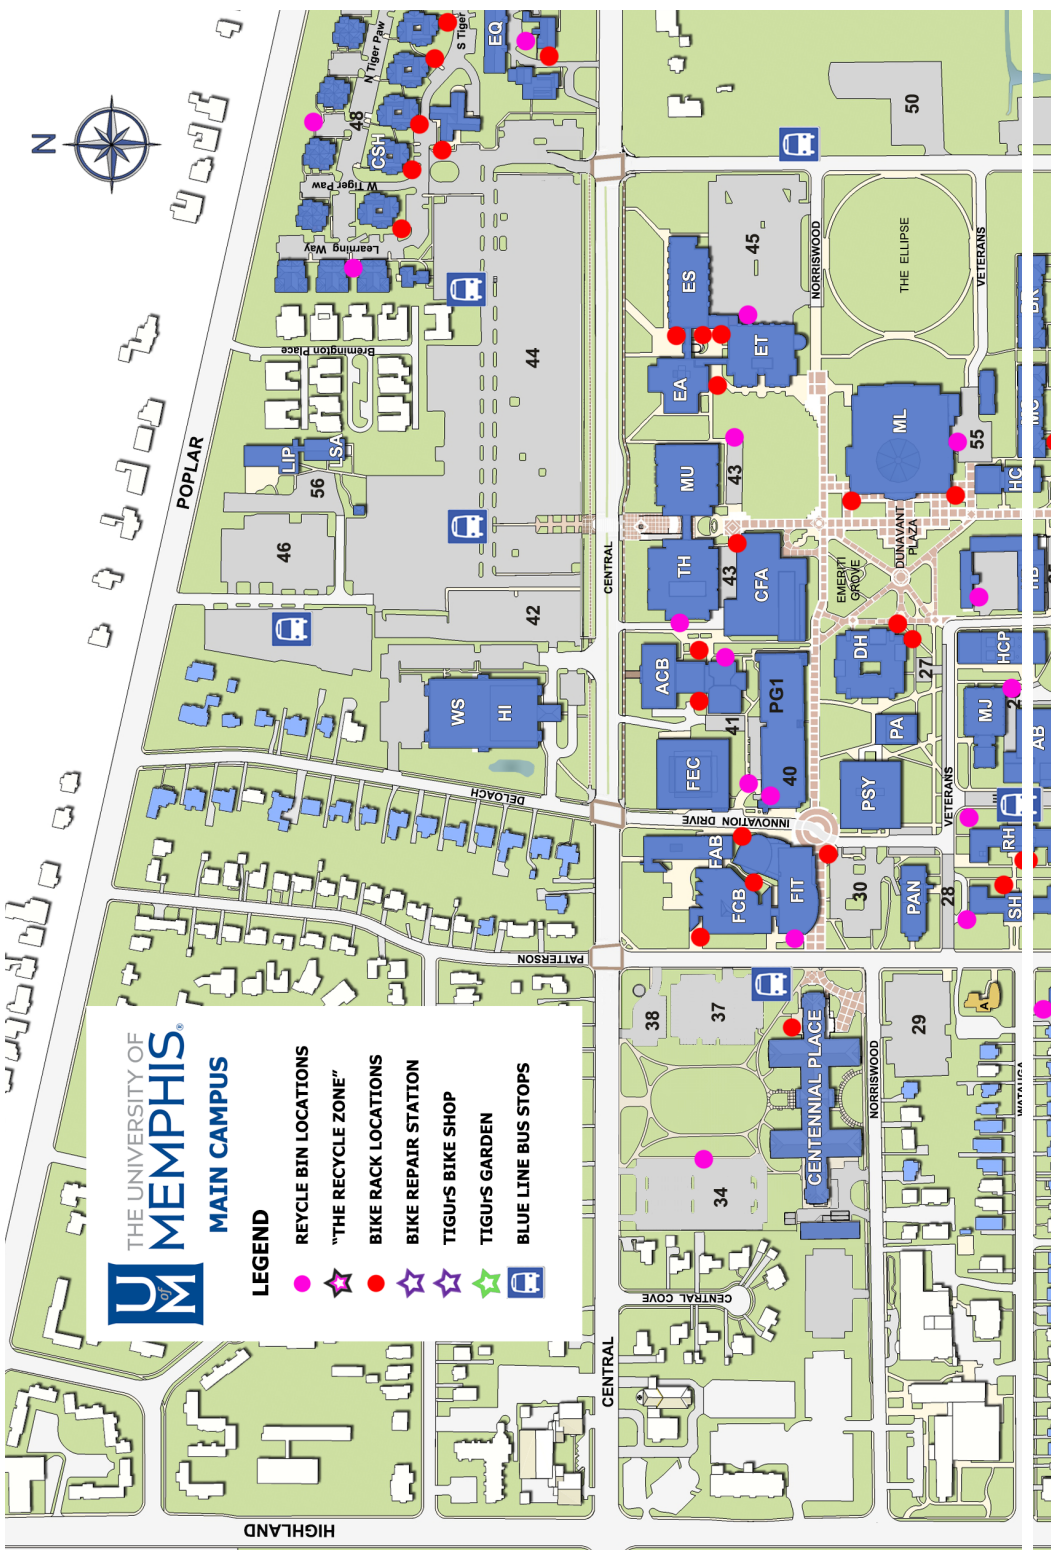 THE UNIVERSITY OF
MEMPHIS®
MAIN CAMPUS
U
of
M
LEGEND
REYCLE BIN LOCATIONS
“THE RECYCLE ZONE”
BIKE RACK LOCATIONS
BIKE REPAIR STATION
TIGUrS BIKE SHOP
TIGUrS GARDEN
BLUE LINE BUS STOPS
N
HIGHLAND
POPLAR
PATTERSON
DELOACH
46
56
LIP
LSA
Bremington Place
Learning Way
W Tiger Paw
N Tiger Paw
S Tiger
48
CSH
EQ
WS
HI
42
44
CENTRAL
CENTRAL
CENTRAL COVE
34
38
37
CENTENNIAL PLACE
FCB
FAB
FIT
INNOVATION DRIVE
FEC
41
40
PG1
ACB
TH
43
CFA
MU
43
EA
ES
ET
45
NORRISWOOD
NORRISWOOD
29
A
30
PAN
28
PSY
PA
DH
27
EMERITI
GROVE
DUNAVANT
PLAZA
ML
55
THE ELLIPSE
50
VETERANS
VETERANS
WATAUGA
SH
RH
AB
MJ
HCP
HC